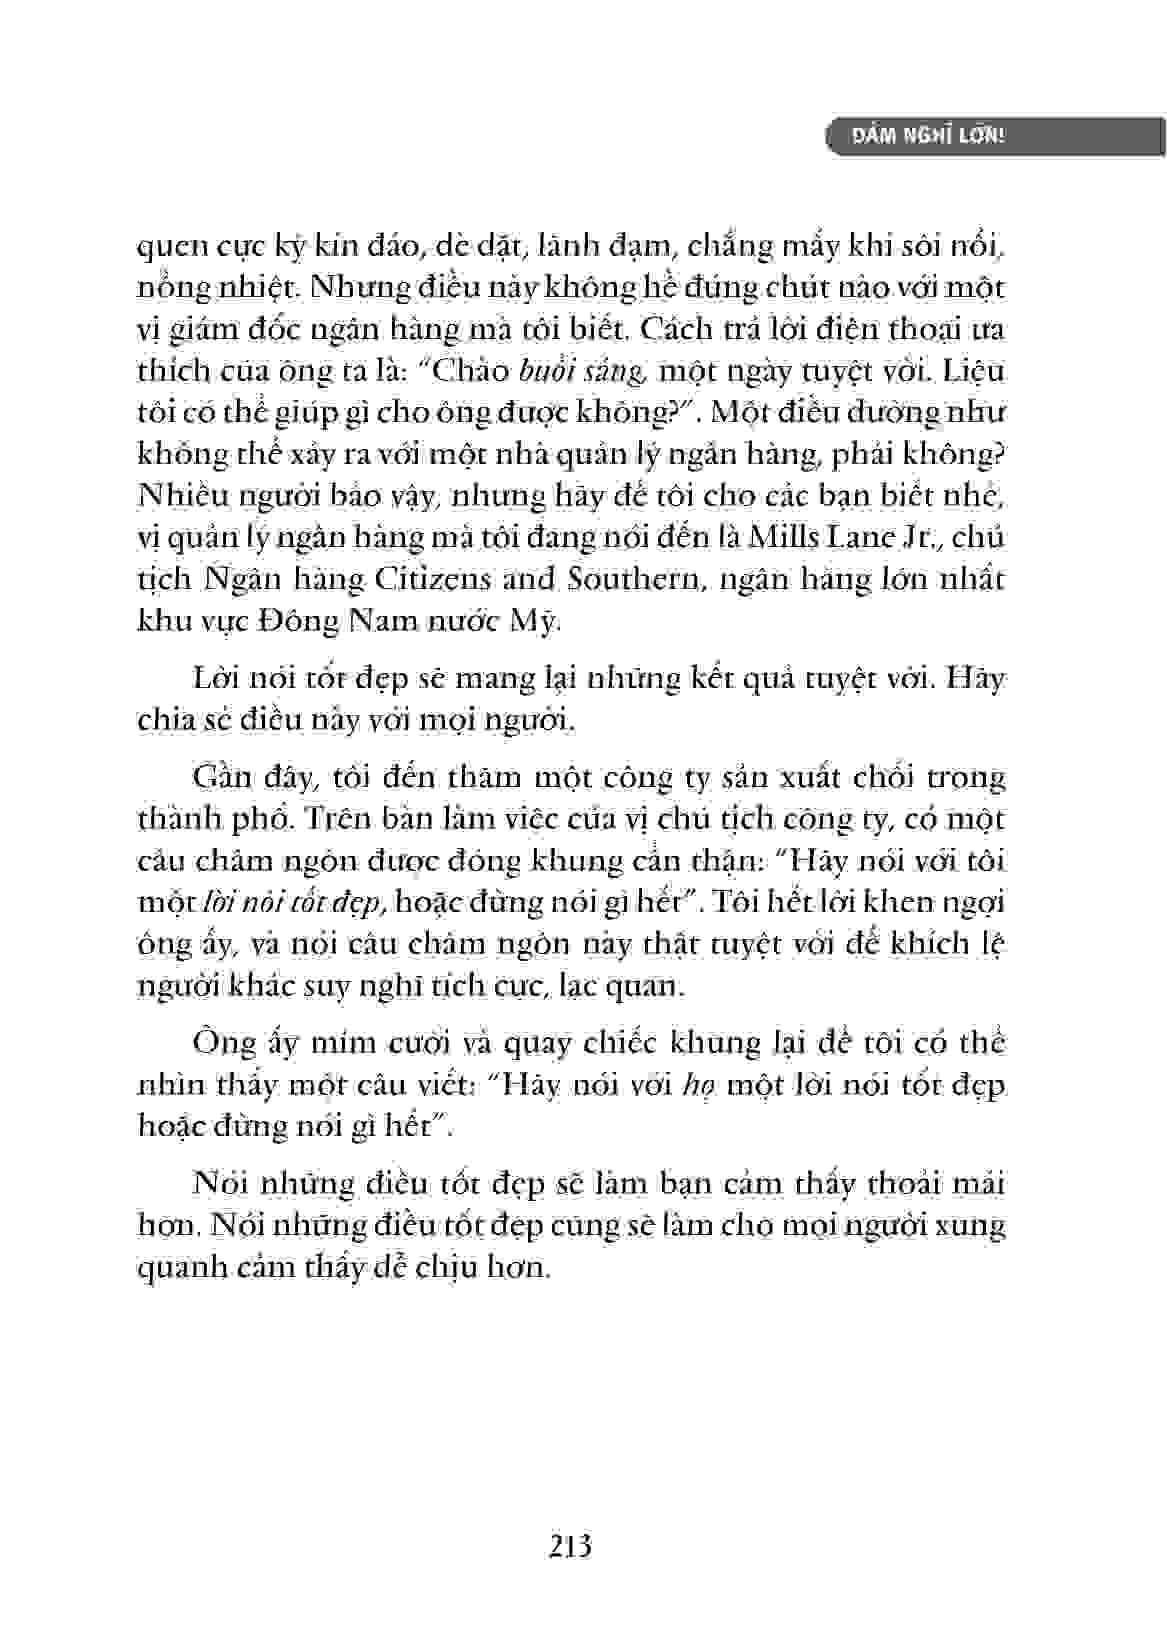 DÁM NGHĨ LỚN!
quen cực kỳ kín đáo, dè dặt, lãnh đạm, chẳng mấy khi sôi nổi,
nồng nhiệt. Nhưng điều này không hề đúng chút nào với một
vị giám đốc ngân hàng mà tôi biết. Cách trả lời điện thoại ưa
thích của ông ta là: “Chào buổi sáng, một ngày tuyệt vời. Liệu
tôi có thể giúp gì cho ông được không?”. Một điều dường như
không thể xảy ra với một nhà quản lý ngân hàng, phải không?
Nhiều người bảo vậy, nhưng hãy để tôi cho các bạn biết nhé,
vị quản lý ngân hàng mà tôi đang nói đến là Mills Lane Jr., chủ
tịch Ngân hàng Citizens and Southern, ngân hàng lớn nhất
khu vực Đông Nam nước Mỹ.
Lời nói tốt đẹp sẽ mang lại những kết quả tuyệt vời. Hãy
chia sẻ điều này với mọi người.
Gần đây, tôi đến thăm một công ty sản xuất chổi trong
thành phố. Trên bàn làm việc của vị chủ tịch công ty, có một
câu châm ngôn được đóng khung cẩn thận: “Hãy nói với tôi
một lời nói tốt đẹp, hoặc đừng nói gì hết”. Tôi hết lời khen ngợi
ông ấy, và nói câu châm ngôn này thật tuyệt vời để khích lệ
người khác suy nghĩ tích cực, lạc quan.
Ông ấy mỉm cười và quay chiếc khung lại để tôi có thể
nhìn thấy một câu viết: “Hãy nói với họ một lời nói tốt đẹp
hoặc đừng nói gì hết”.
Nói những điều tốt đẹp sẽ làm bạn cảm thấy thoải mái
hơn. Nói những điều tốt đẹp cũng sẽ làm cho mọi người xung
quanh cảm thấy dễ chịu hơn.
213